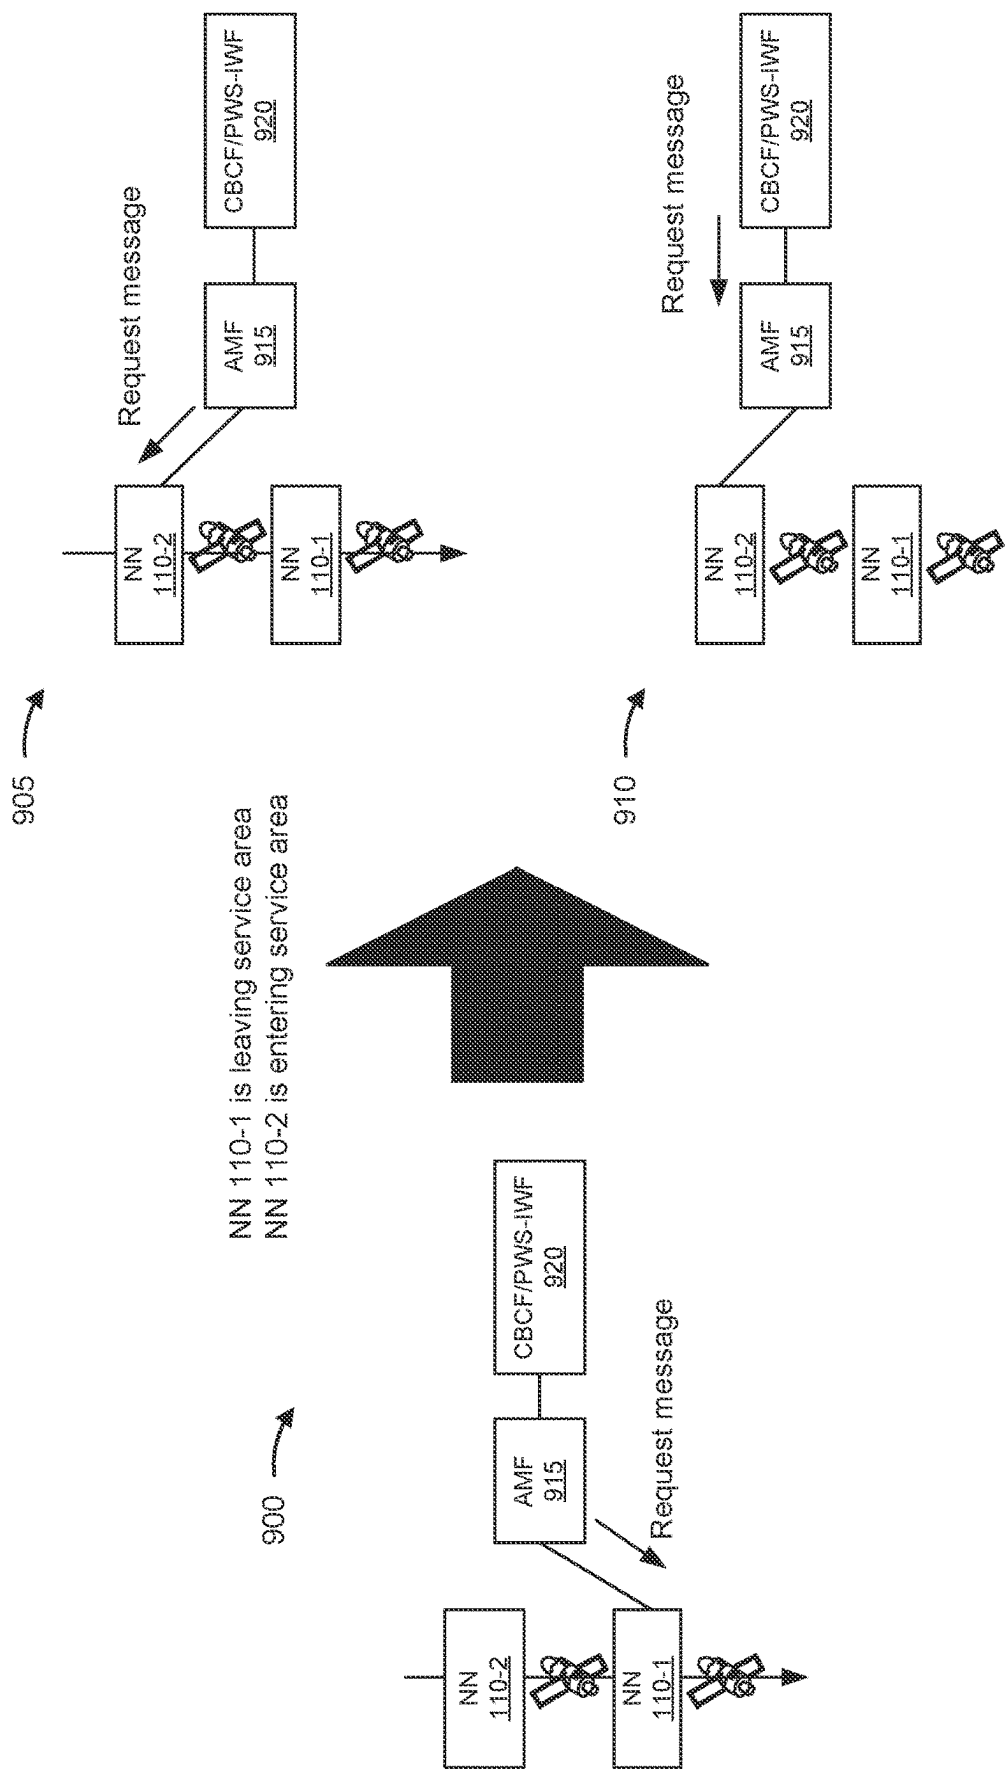 900
NN
110-2
NN
110-1
AMF
915
CBCF/PWS-IWF
920
Request message
NN 110-1 is leaving service area
NN 110-2 is entering service area
905
NN
110-2
NN
110-1
Request message
AMF
915
CBCF/PWS-IWF
920
910
NN
110-2
NN
110-1
Request message
AMF
915
CBCF/PWS-IWF
920